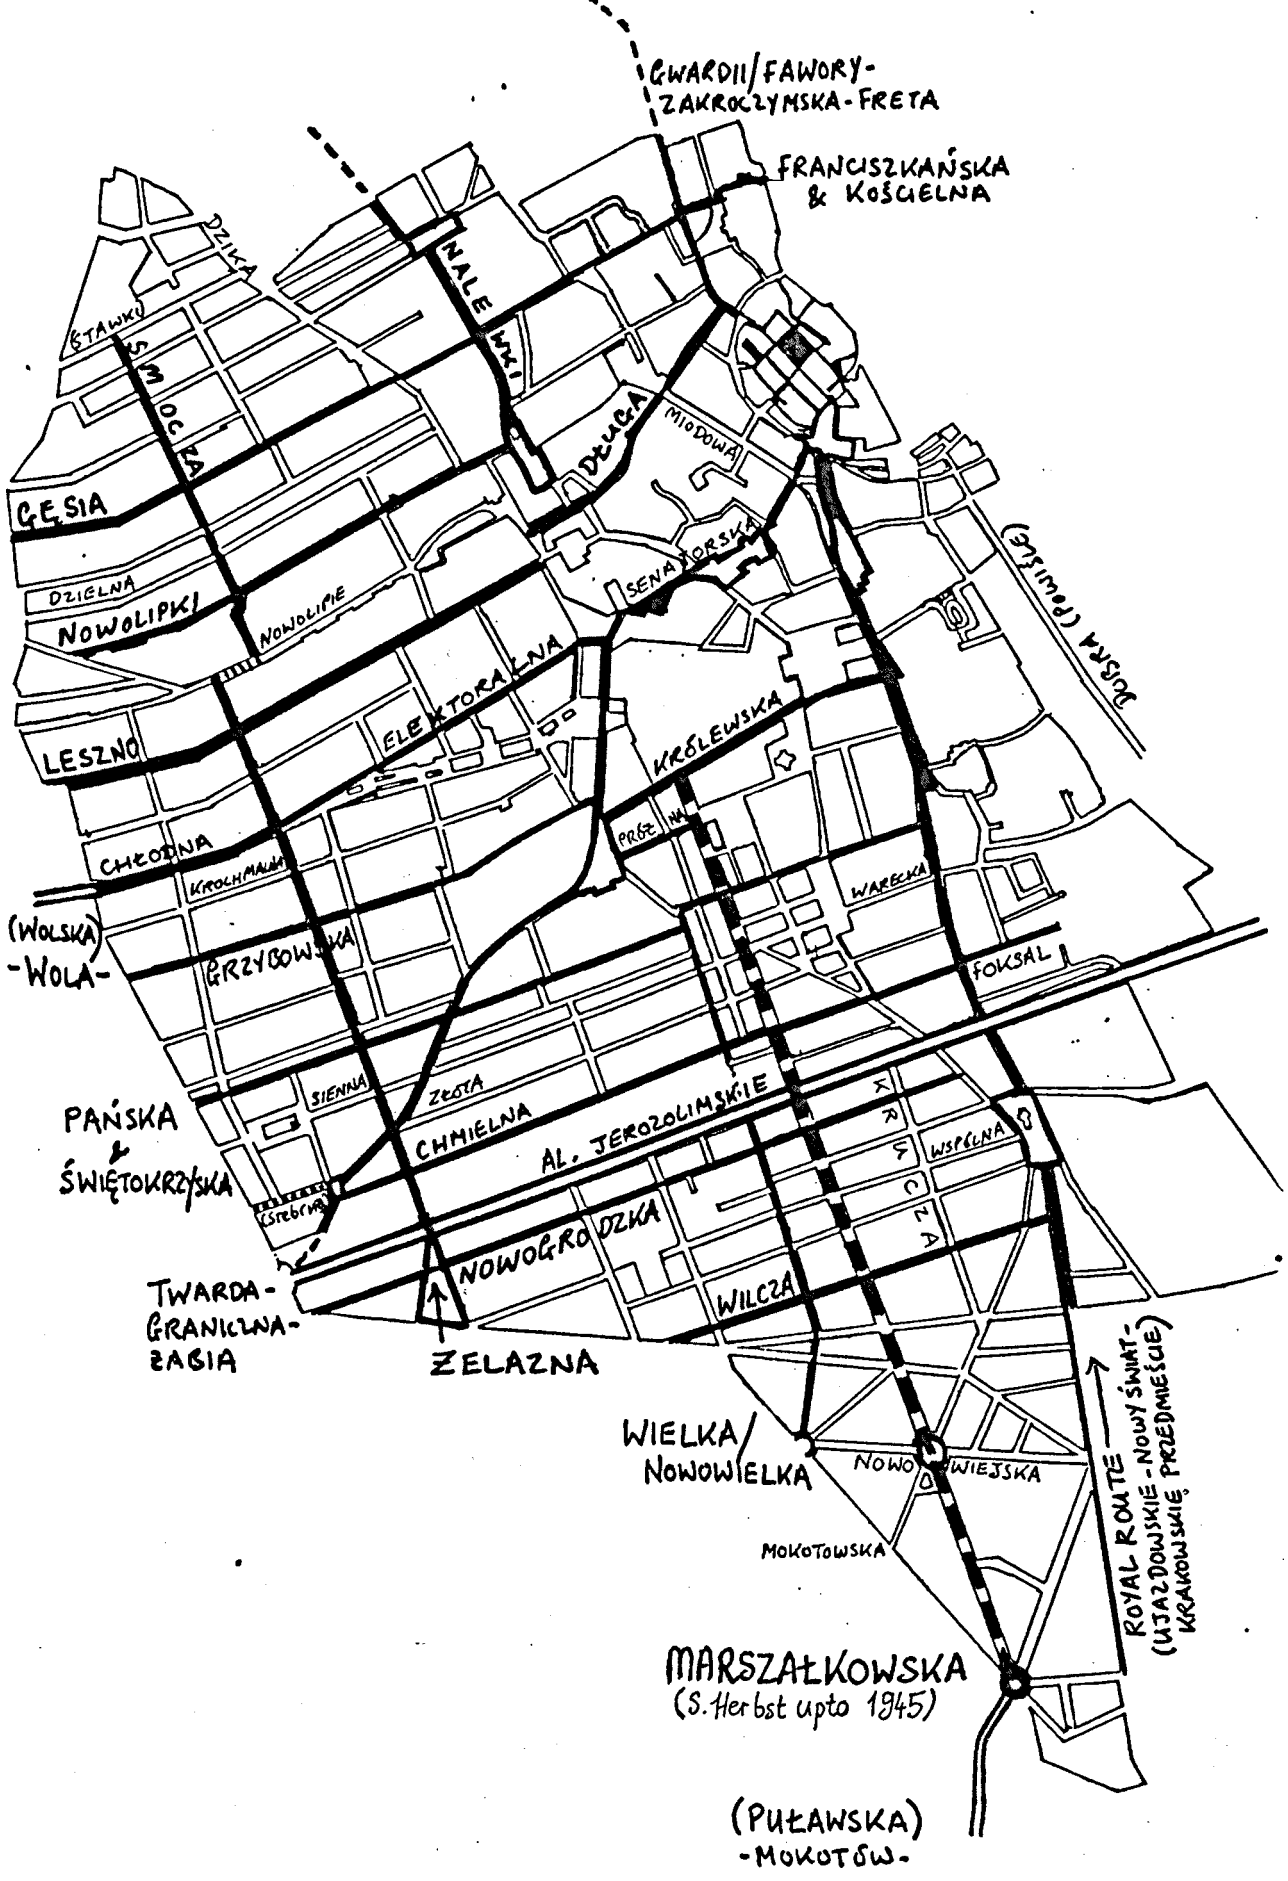 GWARDII/FAWORY-
ZAKROCZYMSKA-FRETA
FRANCISZKAŃSKA
& KOŚCIELNA
DZIKA
NALEWKI
STAWKI
SMOCZA
DŁUGA
MIODOWA
GĘSIA
DZIELNA
NOWOLIPKI
NOWOLIPIE
SENATORSKA
DOBRA (POWIŚLE)
LESZNO
ELEKTORALNA
KRÓLEWSKA
PRÓŻNA
CHŁODNA
KROCHMALNA
WARECKA
(WOLSKA)
-WOLA-
GRZYBOWSKA
FOKSAL
PAŃSKA
&
ŚWIĘTOKRZYSKA
SIENNA
ZŁOTA
CHMIELNA
AL. JEROZOLIMSKIE
KRUCZA
WSPÓLNA
(SREBRNA)
NOWOGRODZKA
WILCZA
TWARDA-
GRANICZNA-
ŻABIA
ŻELAZNA
WIELKA/
NOWOWIELKA
NOWOWIEJSKA
MOKOTOWSKA
ROYAL ROUTE
(UJAZDOWSKIE-NOWY ŚWIAT-
KRAKOWSKIE PRZEDMIEŚCIE)
MARSZAŁKOWSKA
(S. Herbst upto 1945)
(PUŁAWSKA)
-MOKOTÓW-